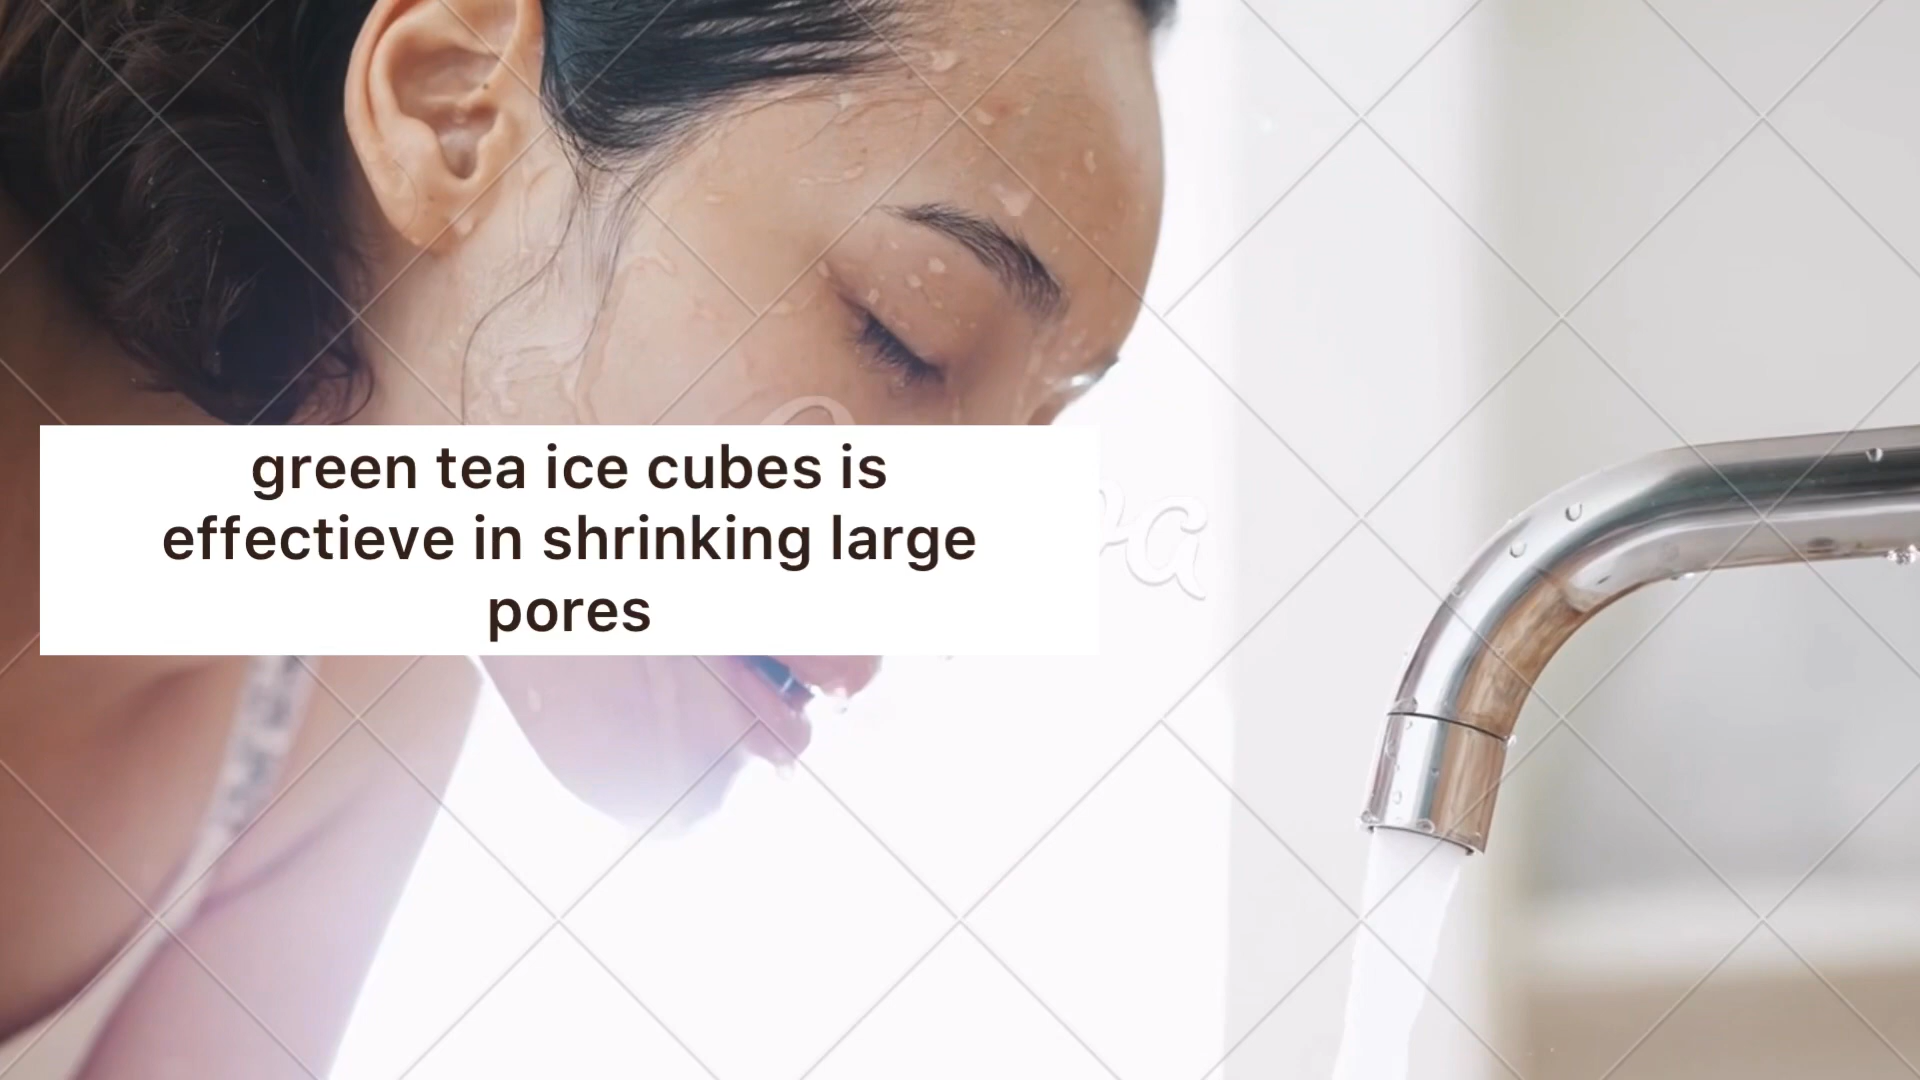 green tea ice cubes is
effectieve in shrinking large
pores